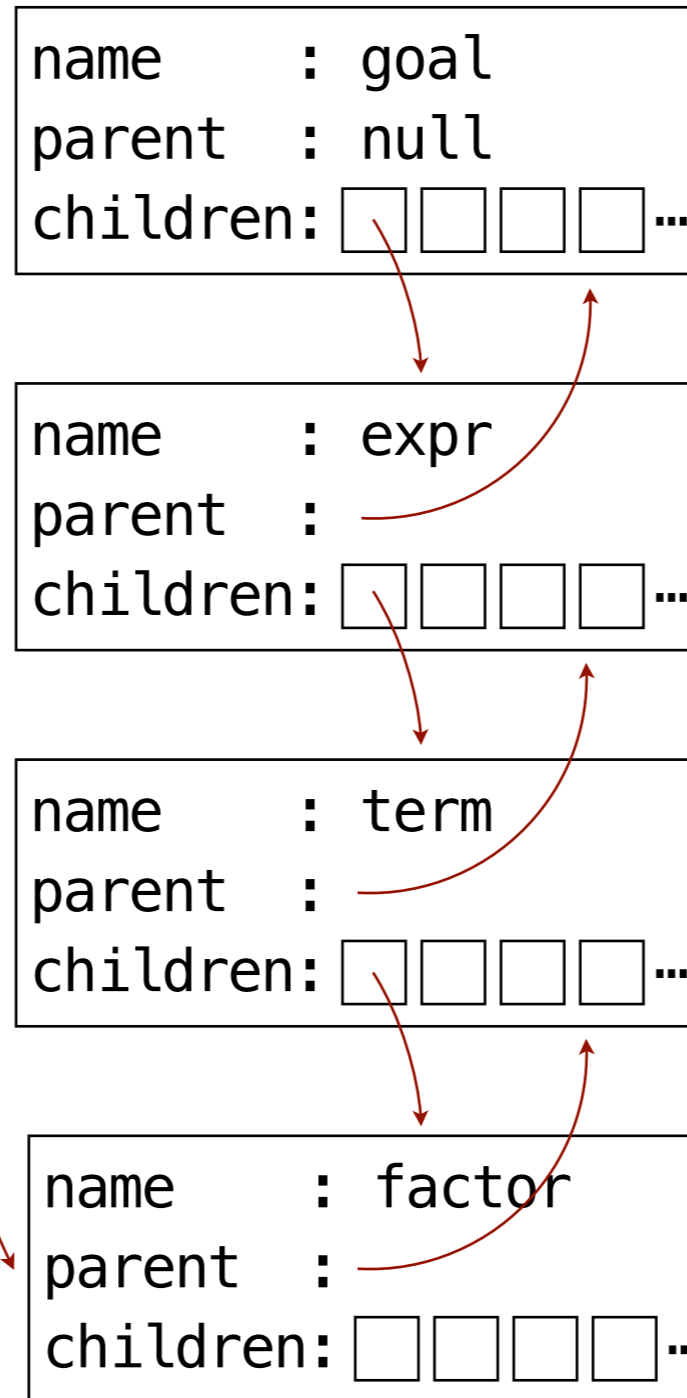 name : goal
parent : null
children: …
name : expr
parent :
children: …
name : term
parent :
children: …
name : factor
parent :
children: …